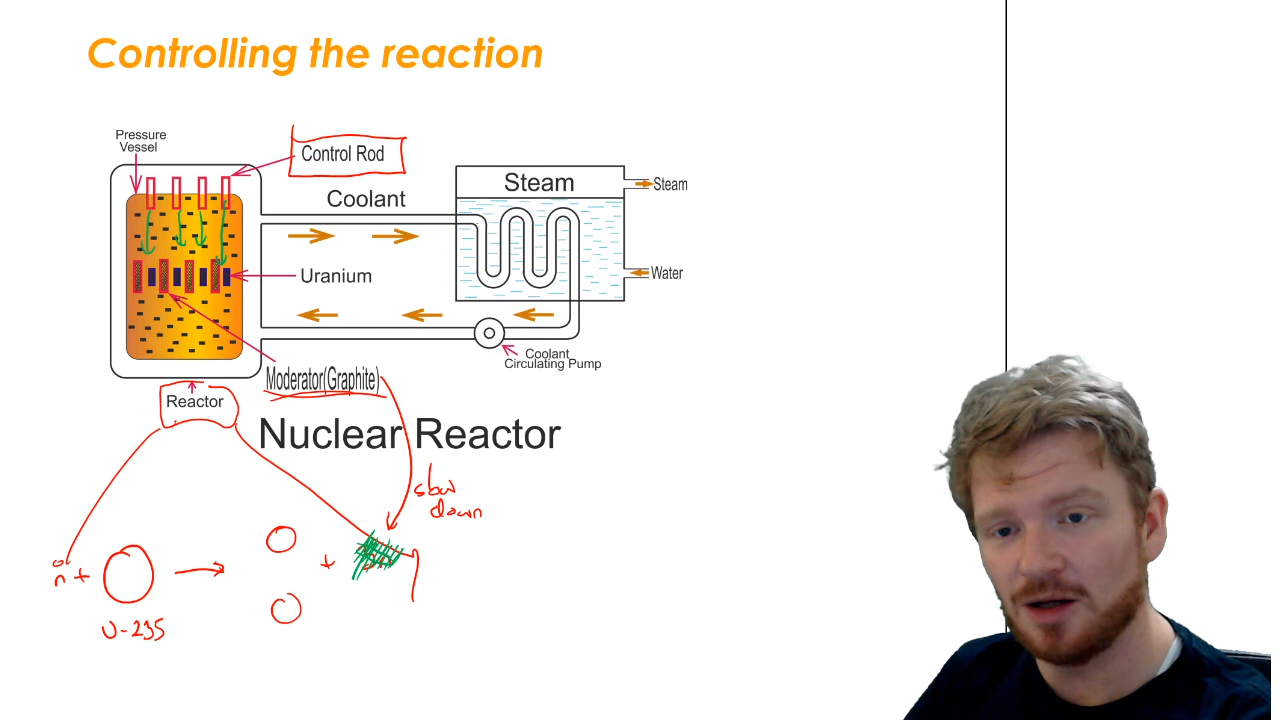 Controlling the reaction
Pressure
Vessel
Control Rod
Coolant
Steam
Steam
Uranium
Water
Coolant
Circulating Pump
Moderator(Graphite)
Reactor
Nuclear Reactor
slow
down
n +
+
U-235